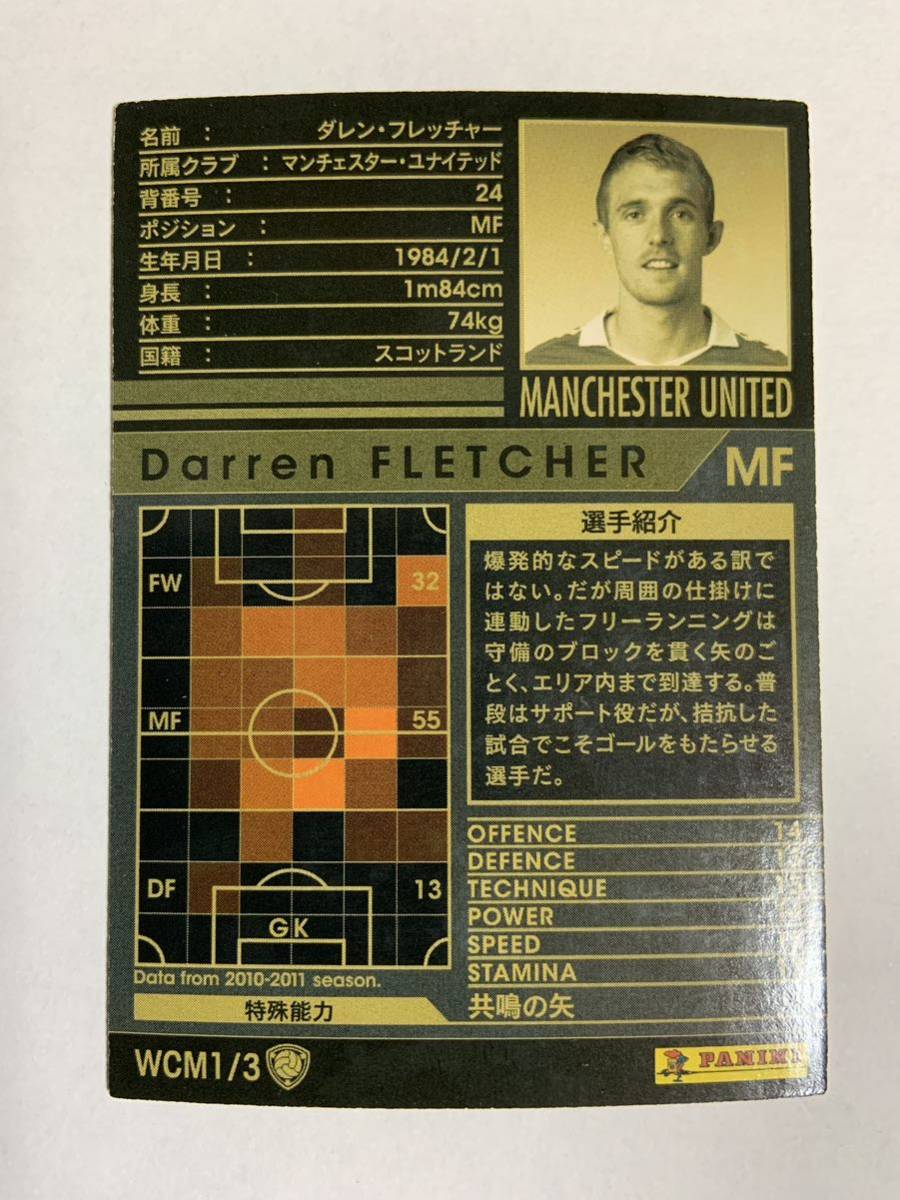 名前 : ダレン・フレッチャー
所属クラブ : マンチェスター・ユナイテッド
背番号 : 24
ポジション : MF
生年月日 : 1984/2/1
身長 : 1m84cm
体重 : 74kg
国籍 : スコットランド
MANCHESTER UNITED
Darren FLETCHER MF
FW 32
MF 55
DF 13
GK
Data from 2010-2011 season.
選手紹介
爆発的なスピードがある訳で
はない。だが周囲の仕掛けに
連動したフリーランニングは
守備のブロックを貫く矢のご
とく、エリア内まで到達する。普
段はサポート役だが、拮抗した
試合でこそゴールをもたらせる
選手だ。
OFFENCE 14
DEFENCE
TECHNIQUE
POWER
SPEED
STAMINA
特殊能力 共鳴の矢
WCM1/3
PANINI